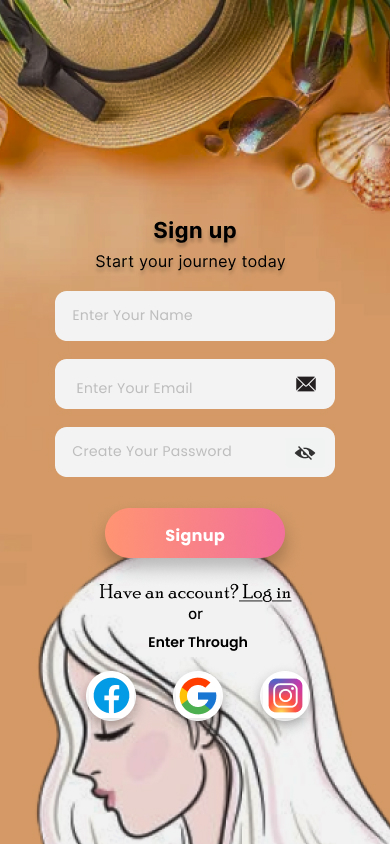 Sign up
Start your journey today
Enter Your Name
Enter Your Email
Create Your Password
Signup
Have an account? Log in
or
Enter Through